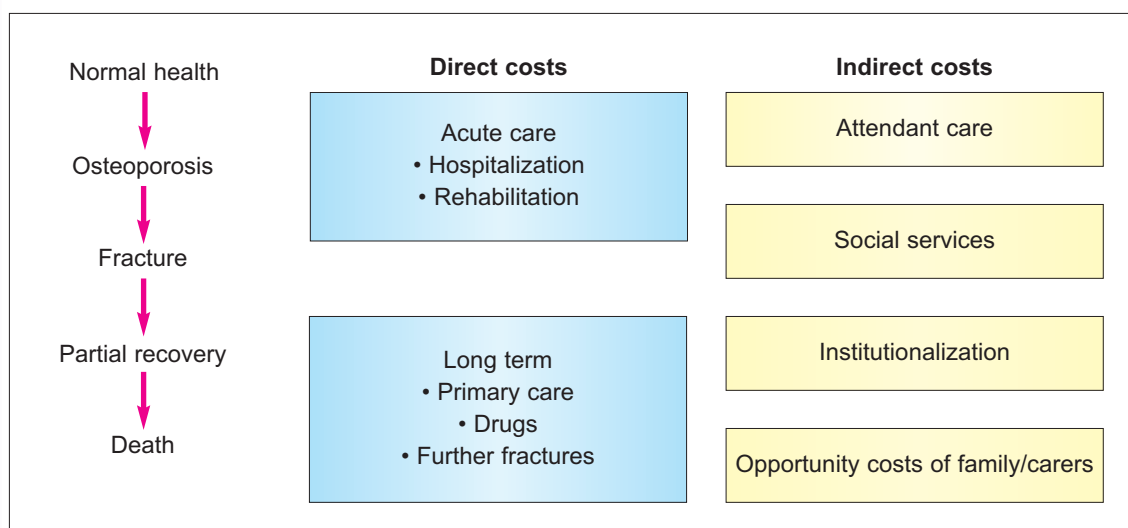 Normal health
Osteoporosis
Fracture
Partial recovery
Death
Direct costs
Acute care
• Hospitalization
• Rehabilitation
Long term
• Primary care
• Drugs
• Further fractures
Indirect costs
Attendant care
Social services
Institutionalization
Opportunity costs of family/carers